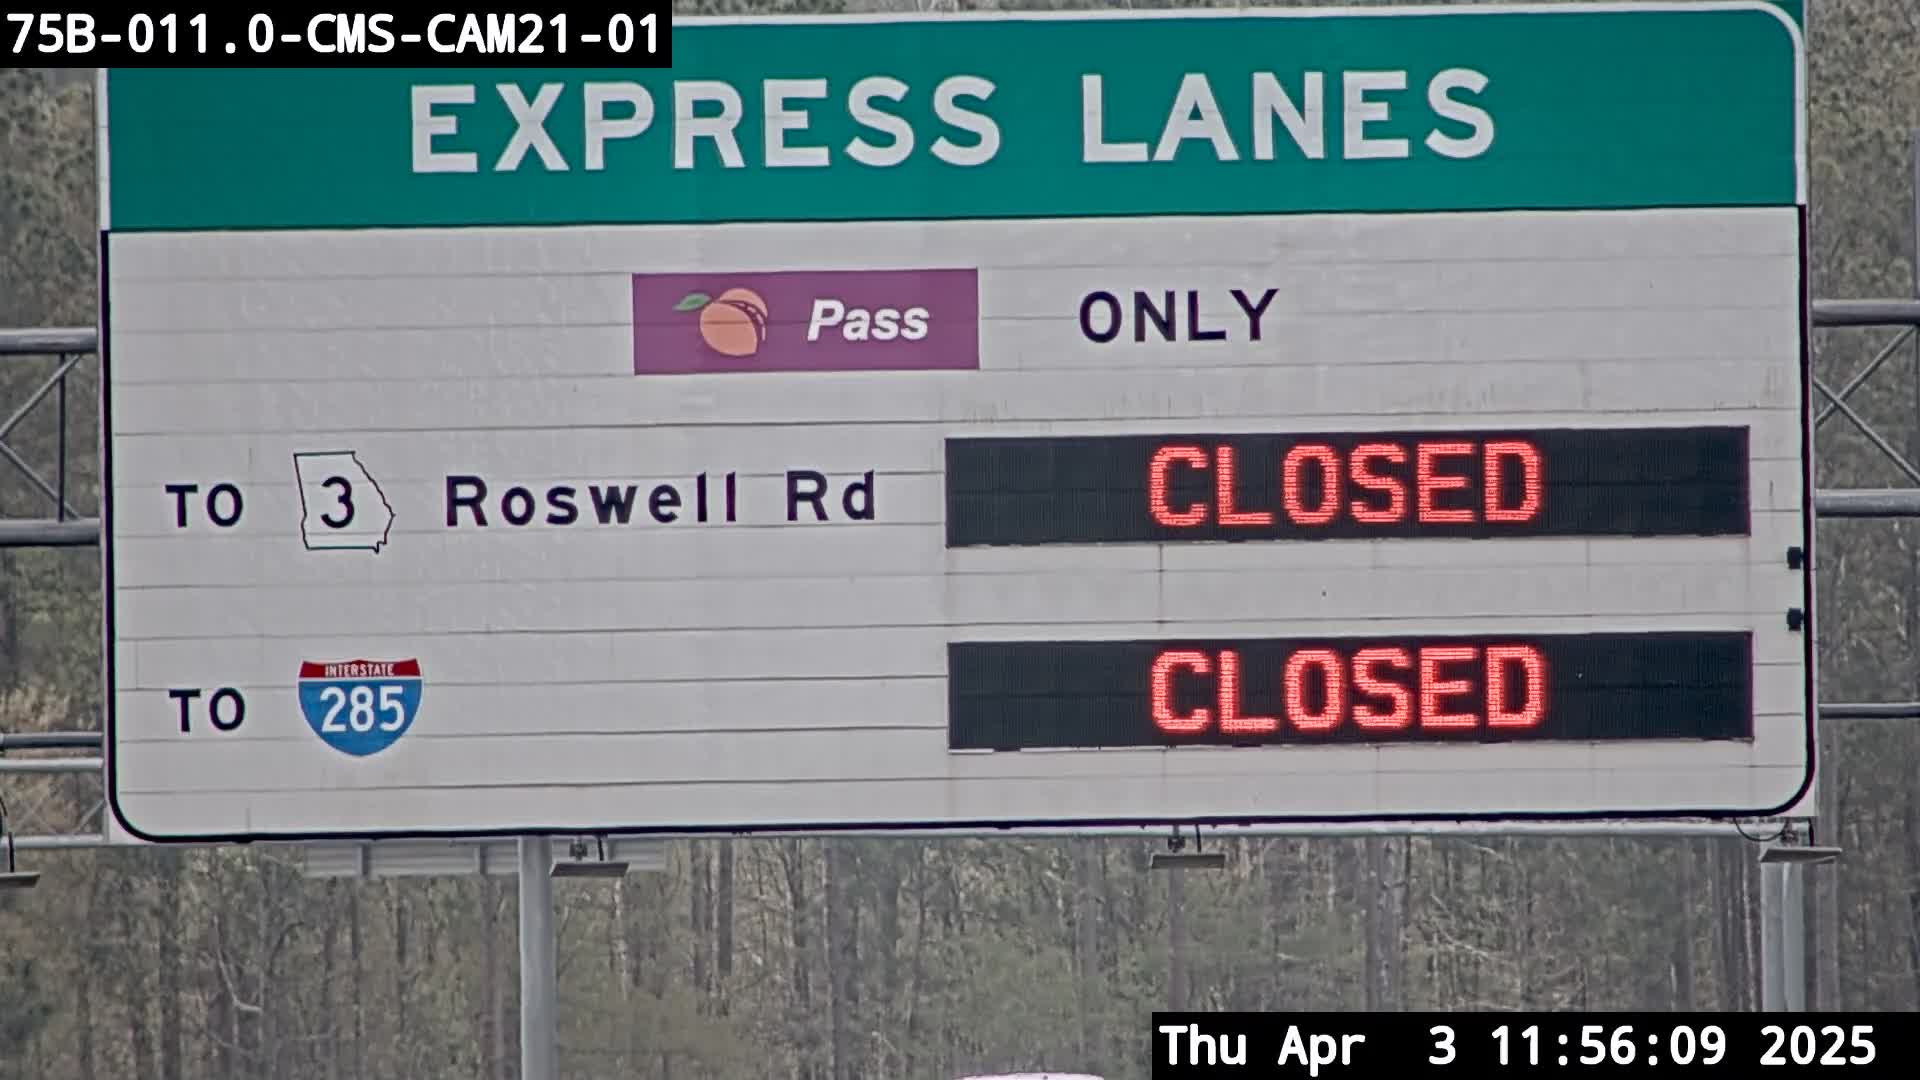 75B-011.0-CMS-CAM21-01
EXPRESS LANES
Pass ONLY
TO 3 Roswell Rd CLOSED
INTERSTATE
TO 285 CLOSED
Thu Apr 3 11:56:09 2025